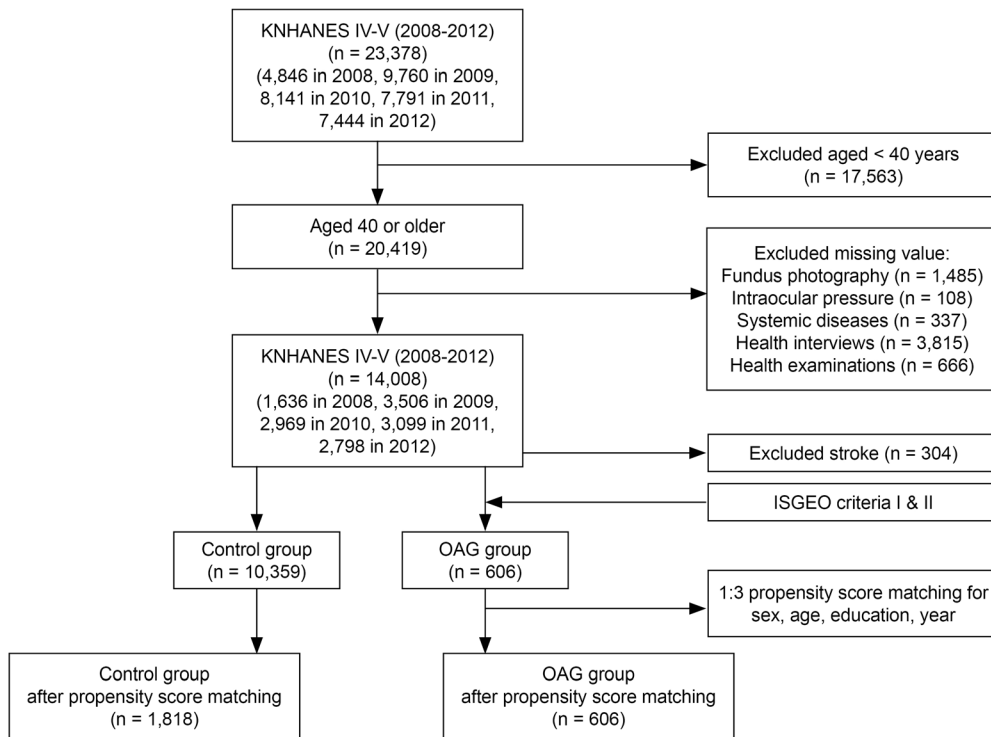 KNHANES IV-V (2008-2012)
(n = 23,378)
(4,846 in 2008, 9,760 in 2009,
8,141 in 2010, 7,791 in 2011,
7,444 in 2012)
Excluded aged < 40 years
(n = 17,563)
Aged 40 or older
(n = 20,419)
Excluded missing value:
Fundus photography (n = 1,485)
Intraocular pressure (n = 108)
Systemic diseases (n = 337)
Health interviews (n = 3,815)
Health examinations (n = 666)
KNHANES IV-V (2008-2012)
(n = 14,008)
(1,636 in 2008, 3,506 in 2009,
2,969 in 2010, 3,099 in 2011,
2,798 in 2012)
Excluded stroke (n = 304)
ISGEO criteria I & II
Control group
(n = 10,359)
OAG group
(n = 606)
1:3 propensity score matching for
sex, age, education, year
Control group
after propensity score matching
(n = 1,818)
OAG group
after propensity score matching
(n = 606)